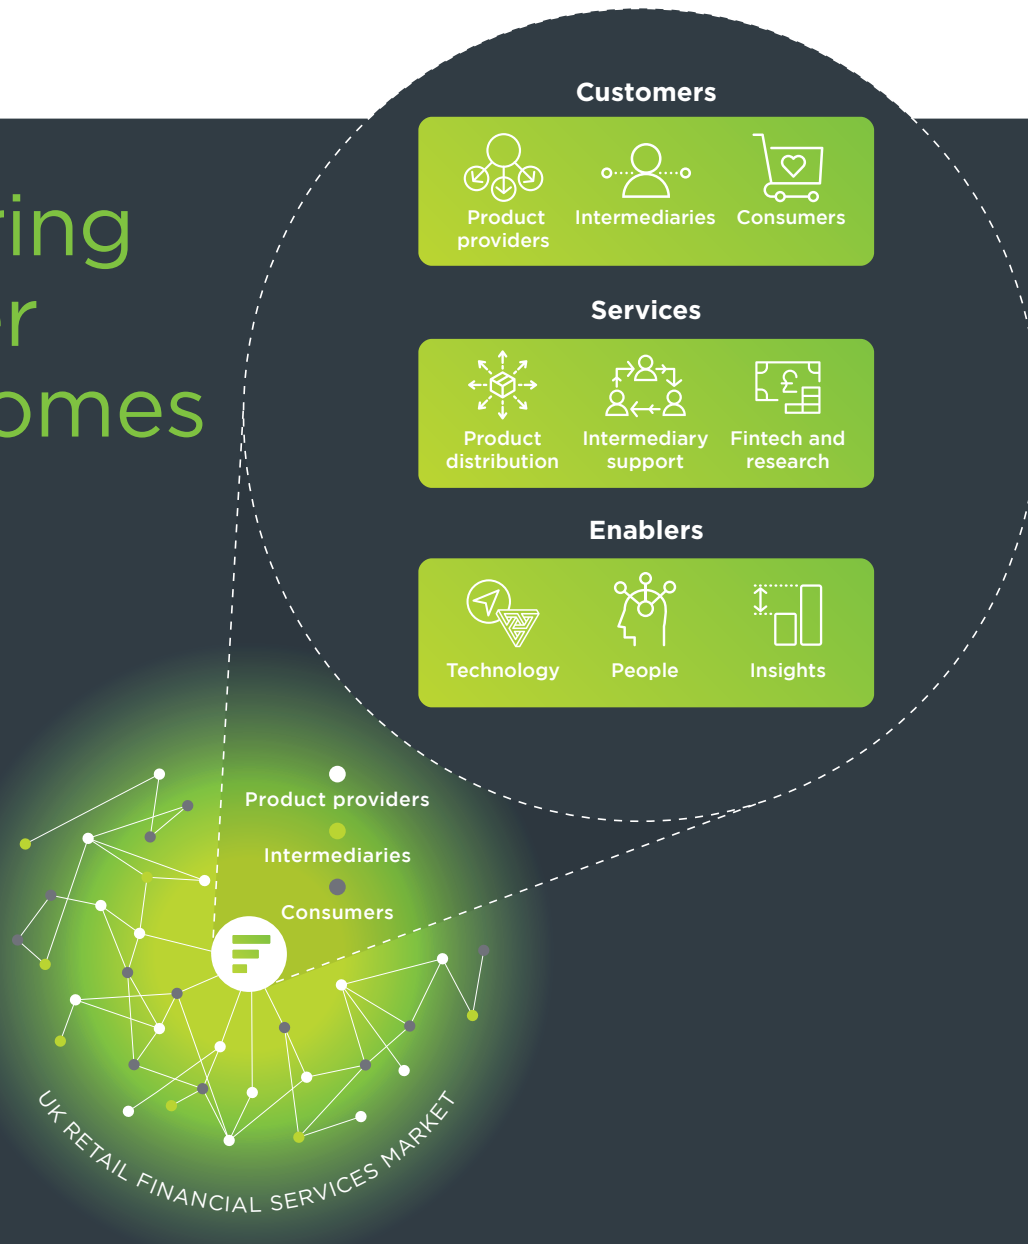 ring
er
omes
Customers
Product
providers
Intermediaries
Consumers
Services
Product
distribution
Intermediary
support
Fintech and
research
Enablers
Technology
People
Insights
Product providers
Intermediaries
Consumers
UK RETAIL FINANCIAL SERVICES MARKET